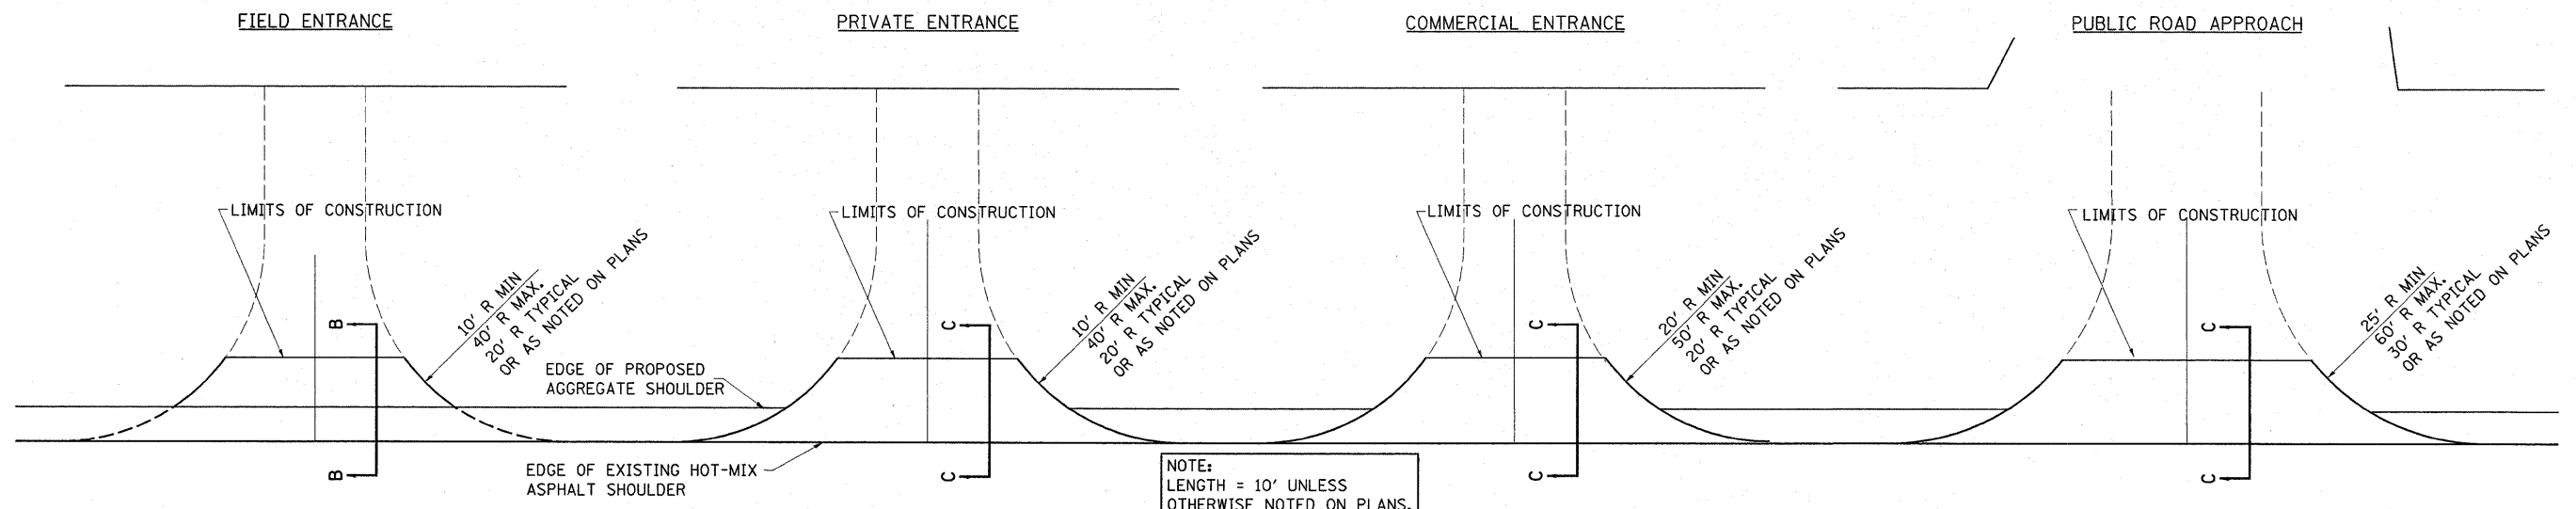 FIELD ENTRANCE
PRIVATE ENTRANCE
COMMERCIAL ENTRANCE
PUBLIC ROAD APPROACH
LIMITS OF CONSTRUCTION
10' R MIN
40' R MAX.
20' R TYPICAL
OR AS NOTED ON PLANS
B
B
EDGE OF PROPOSED
AGGREGATE SHOULDER
EDGE OF EXISTING HOT-MIX
ASPHALT SHOULDER
LIMITS OF CONSTRUCTION
10' R MIN
40' R MAX.
20' R TYPICAL
OR AS NOTED ON PLANS
C
C
NOTE:
LENGTH = 10' UNLESS
OTHERWISE NOTED ON PLANS.
LIMITS OF CONSTRUCTION
20' R MIN
50' R MAX.
20' R TYPICAL
OR AS NOTED ON PLANS
C
C
LIMITS OF CONSTRUCTION
25' R MIN
60' R MAX.
30' R TYPICAL
OR AS NOTED ON PLANS
C
C